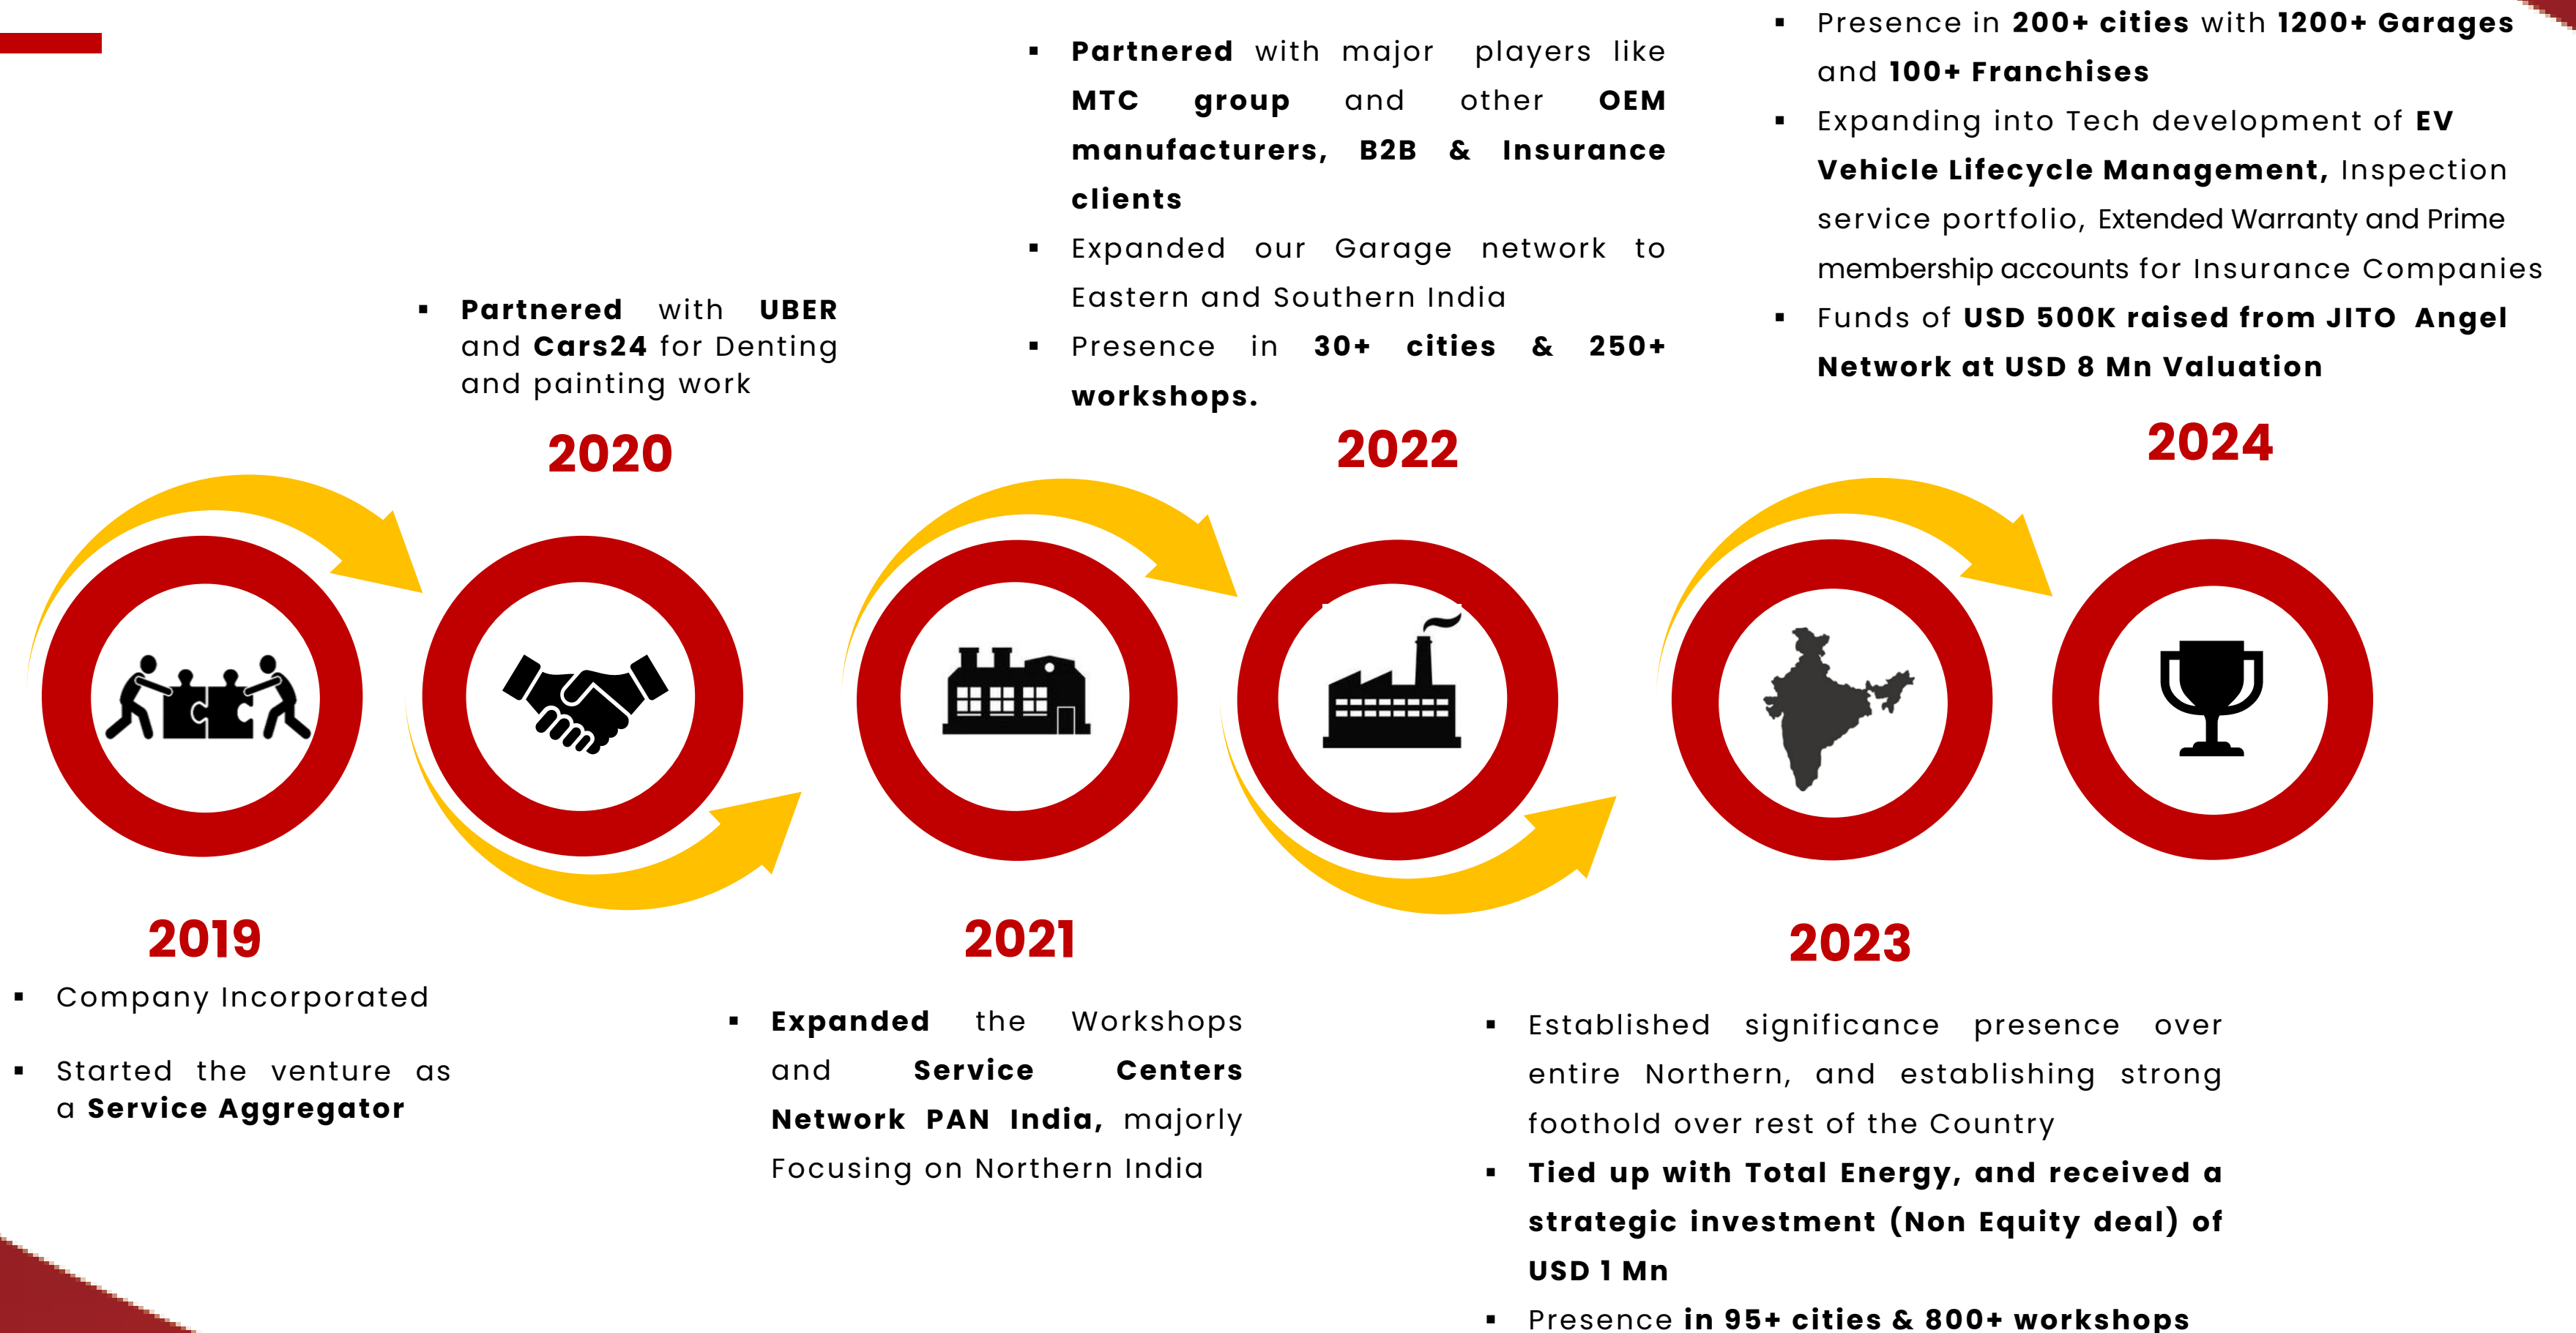 ▪ Partnered with UBER
and Cars24 for Denting
and painting work
2020
▪ Partnered with major players like
MTC group and other OEM
manufacturers, B2B & Insurance
clients
▪ Expanded our Garage network to
Eastern and Southern India
▪ Presence in 30+ cities & 250+
workshops.
2022
▪ Presence in 200+ cities with 1200+ Garages
and 100+ Franchises
▪ Expanding into Tech development of EV
Vehicle Lifecycle Management, Inspection
service portfolio, Extended Warranty and Prime
membership accounts for Insurance Companies
▪ Funds of USD 500K raised from JITO Angel
Network at USD 8 Mn Valuation
2024
2019
▪ Company Incorporated
▪ Started the venture as
a Service Aggregator
2021
▪ Expanded the Workshops
and Service Centers
Network PAN India, majorly
Focusing on Northern India
2023
▪ Established significance presence over
entire Northern, and establishing strong
foothold over rest of the Country
▪ Tied up with Total Energy, and received a
strategic investment (Non Equity deal) of
USD 1 Mn
▪ Presence in 95+ cities & 800+ workshops